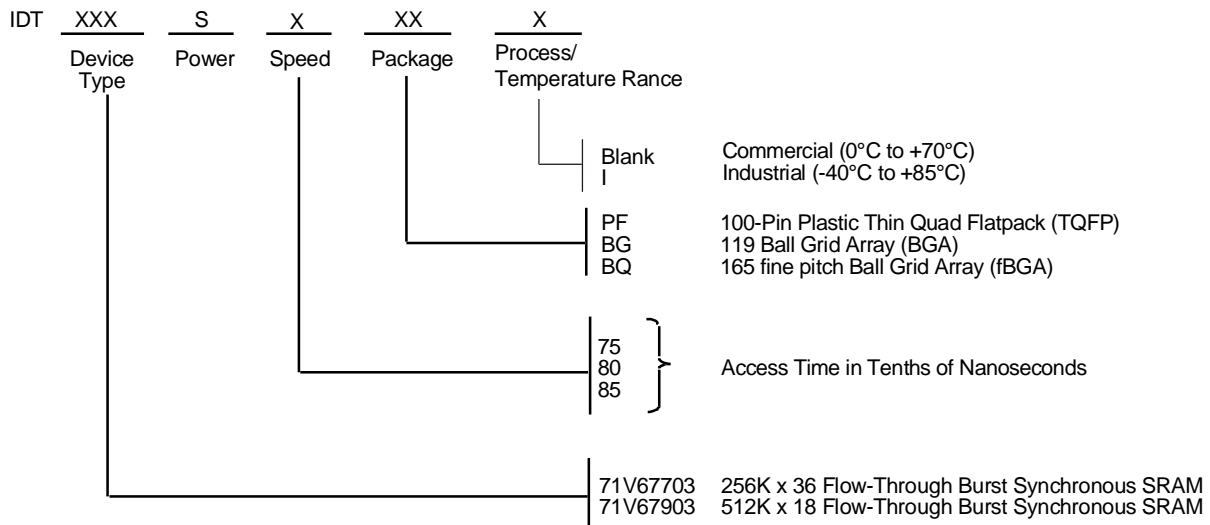 IDT XXX S X XX X
Device Type Power Speed Package Process/ Temperature Rance
Blank Commercial (0°C to +70°C)
I Industrial (-40°C to +85°C)
PF 100-Pin Plastic Thin Quad Flatpack (TQFP)
BG 119 Ball Grid Array (BGA)
BQ 165 fine pitch Ball Grid Array (fBGA)
75
80 Access Time in Tenths of Nanoseconds
85
71V67703 256K x 36 Flow-Through Burst Synchronous SRAM
71V67903 512K x 18 Flow-Through Burst Synchronous SRAM